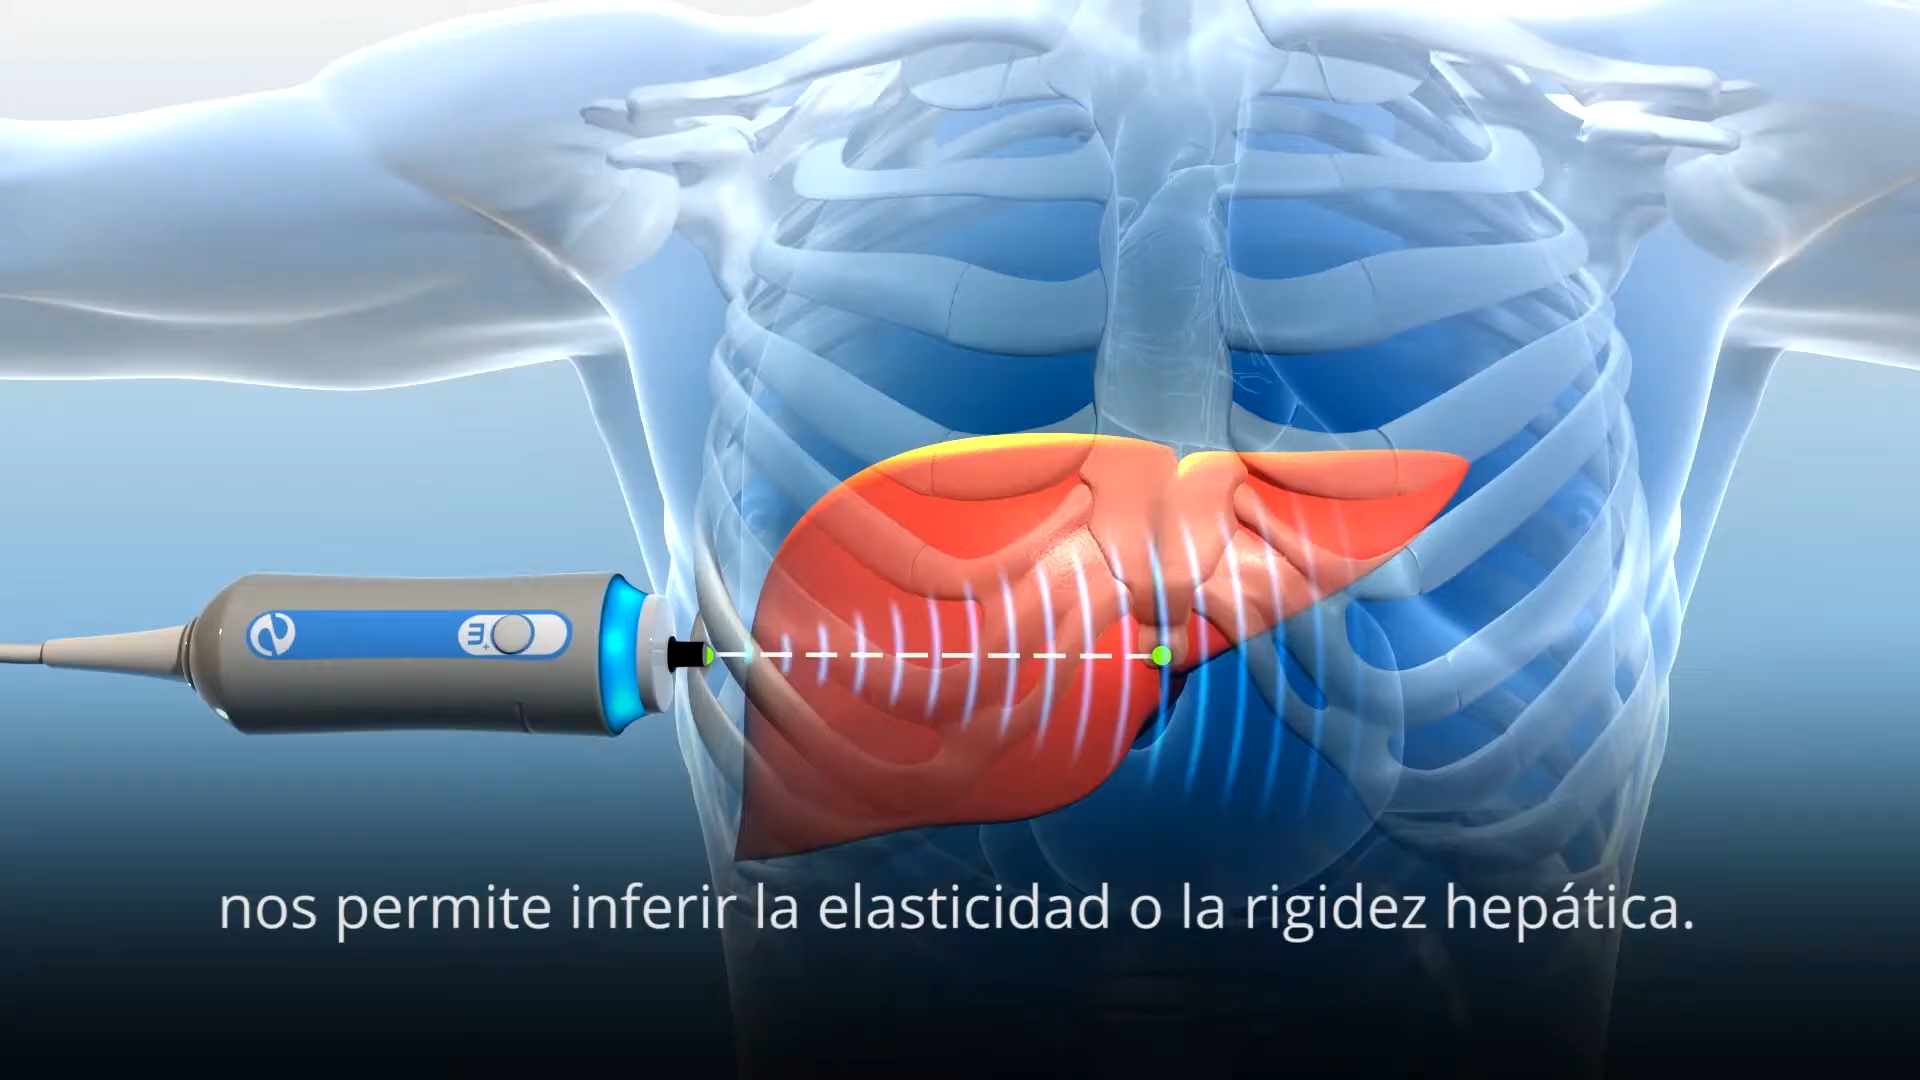 nos permite inferir la elasticidad o la rigidez hepática.